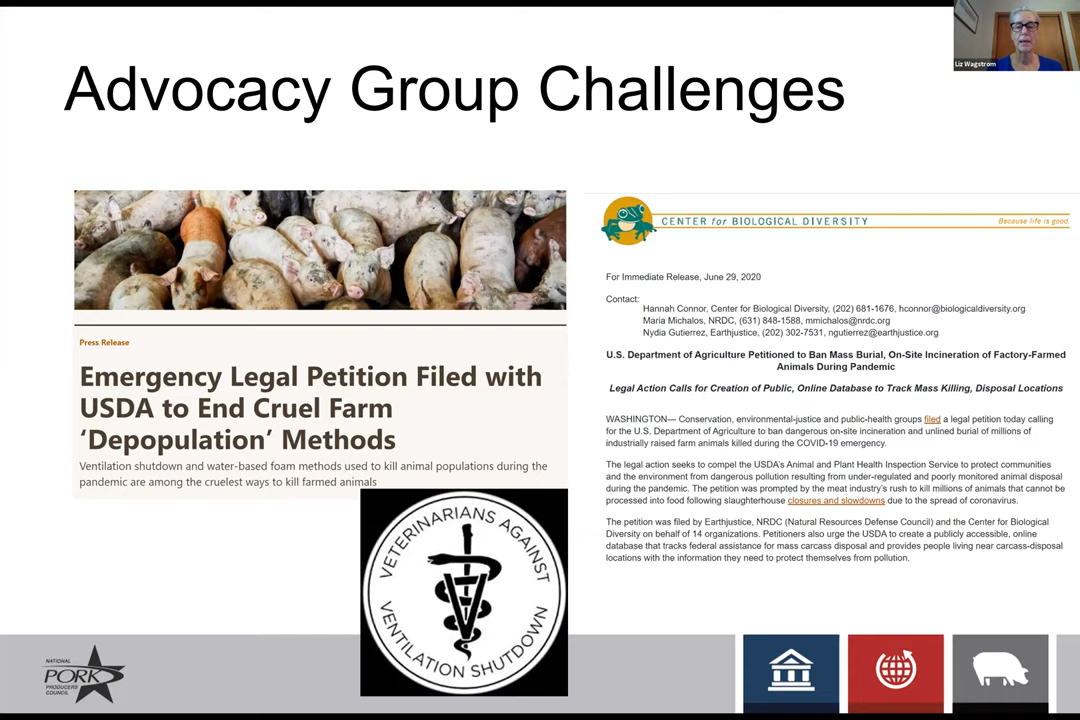 Liz Wagstrom
Advocacy Group Challenges
Press Release
Emergency Legal Petition Filed with
USDA to End Cruel Farm
‘Depopulation’ Methods
Ventilation shutdown and water-based foam methods used to kill animal populations during the
pandemic are among the cruelest ways to kill farmed animals
VETERINARIANS AGAINST
VENTILATION SHUTDOWN
CENTER for BIOLOGICAL DIVERSITY
Because life is good.
For Immediate Release, June 29, 2020
Contact:
Hannah Connor, Center for Biological Diversity, (202) 681-1676, hconnor@biologicaldiversity.org
Maria Michalos, NRDC, (631) 848-1588, mmichalos@nrdc.org
Nydia Gutierrez, Earthjustice, (202) 302-7531, ngutierrez@earthjustice.org
U.S. Department of Agriculture Petitioned to Ban Mass Burial, On-Site Incineration of Factory-Farmed
Animals During Pandemic
Legal Action Calls for Creation of Public, Online Database to Track Mass Killing, Disposal Locations
WASHINGTON— Conservation, environmental-justice and public-health groups filed a legal petition today calling
for the U.S. Department of Agriculture to ban dangerous on-site incineration and unlined burial of millions of
industrially raised farm animals killed during the COVID-19 emergency.
The legal action seeks to compel the USDA's Animal and Plant Health Inspection Service to protect communities
and the environment from dangerous pollution resulting from under-regulated and poorly monitored animal disposal
during the pandemic. The petition was prompted by the meat industry's rush to kill millions of animals that cannot be
processed into food following slaughterhouse closures and slowdowns due to the spread of coronavirus.
The petition was filed by Earthjustice, NRDC (Natural Resources Defense Council) and the Center for Biological
Diversity on behalf of 14 organizations. Petitioners also urge the USDA to create a publicly accessible, online
database that tracks federal assistance for mass carcass disposal and provides people living near carcass-disposal
locations with the information they need to protect themselves from pollution.
NATIONAL
PORK
PRODUCERS
COUNCIL